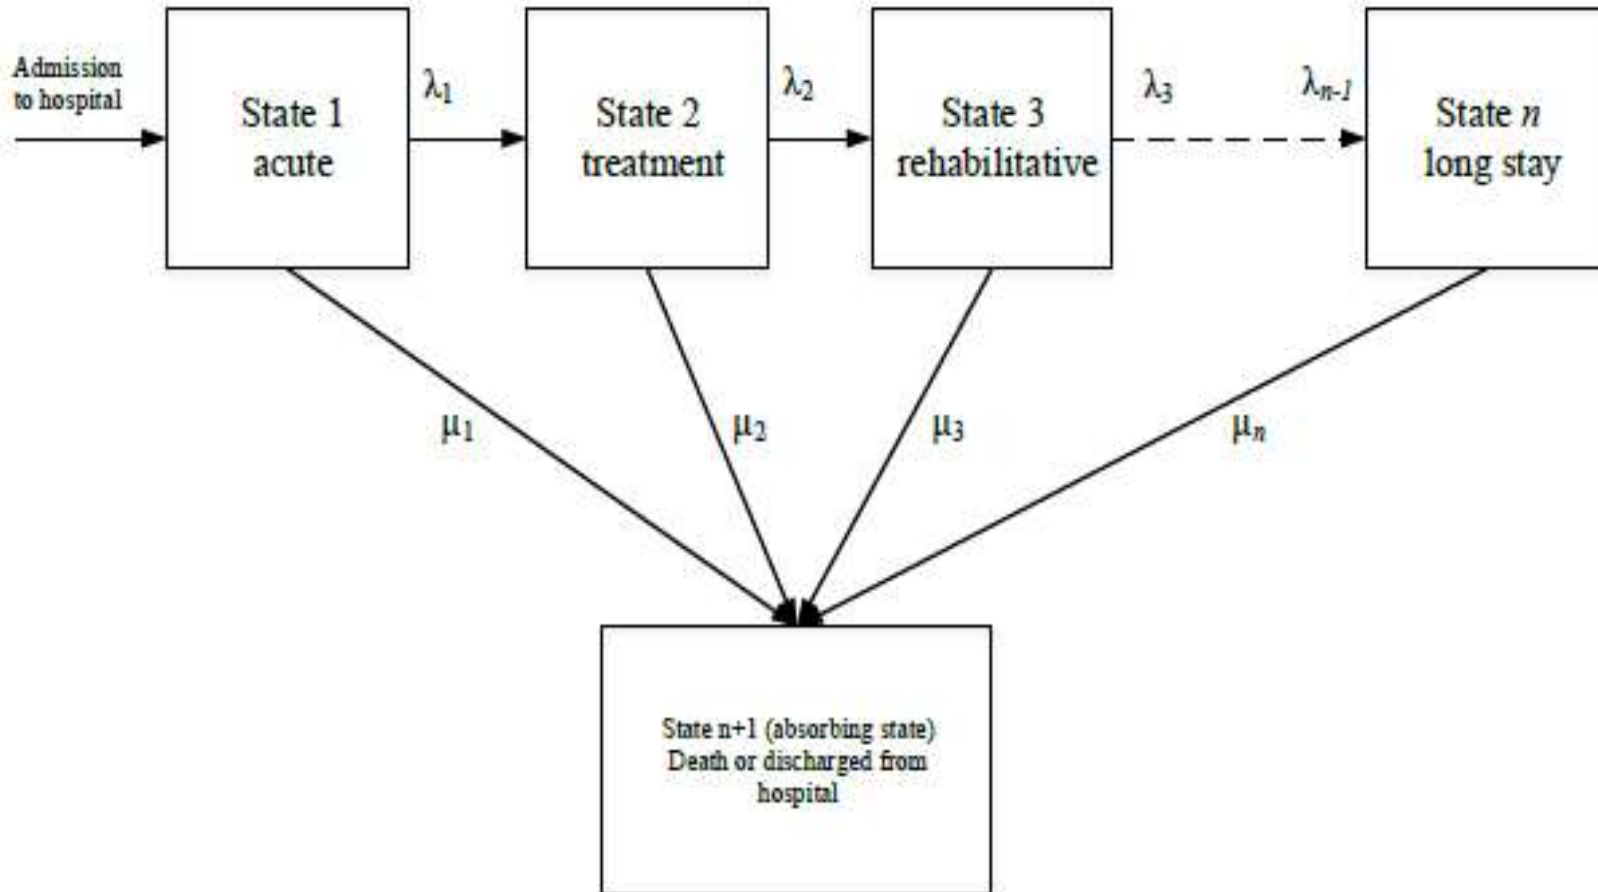 Admission
to hospital
State 1
acute
λ1
State 2
treatment
λ2
State 3
rehabilitative
λ3
λn-1
State n
long stay
μ1
μ2
μ3
μn
State n+1 (absorbing state)
Death or discharged from
hospital